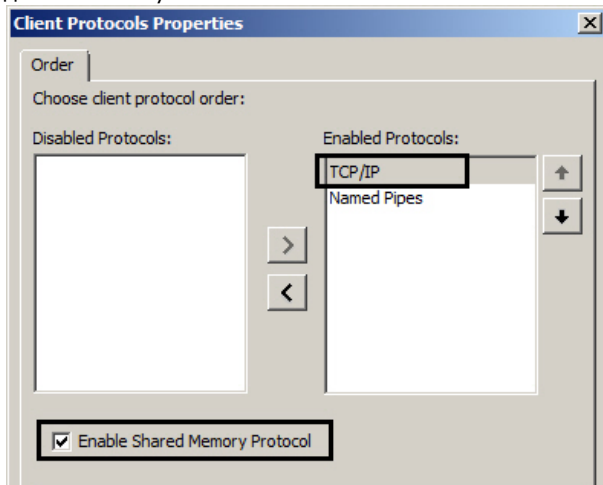 Client Protocols Properties
Order
Choose client protocol order:
Disabled Protocols:
Enabled Protocols:
TCP/IP
Named Pipes
>
<
Enable Shared Memory Protocol